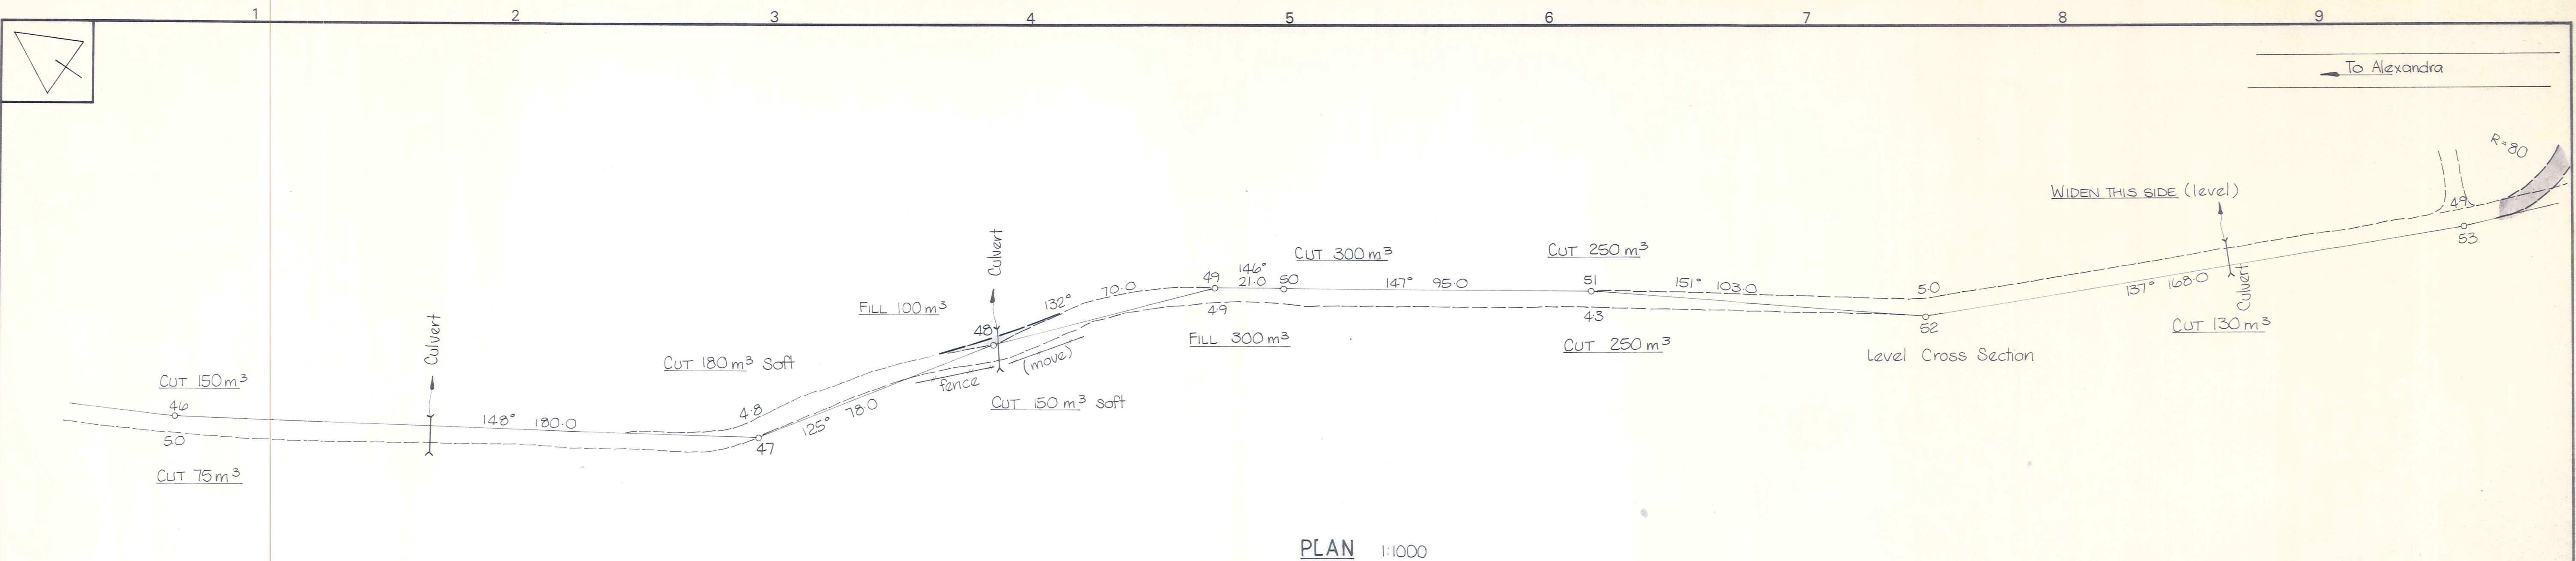 1
2
3
4
5
6
7
8
9
To Alexandra
R=80
WIDEN THIS SIDE (level)
49
53
Culvert
137° 168.0
CUT 130 m³
CUT 300 m³
CUT 250 m³
146°
49 21.0 50
147° 95.0
51
151° 103.0
5.0
52
Level Cross Section
4.9
4.3
FILL 300 m³
CUT 250 m³
Culvert
FILL 100 m³
132° 70.0
48
fence (move)
CUT 150 m³ Soft
Culvert
CUT 180 m³ Soft
4.8
125° 78.0
47
CUT 150 m³
46
148° 180.0
5.0
CUT 75 m³
PLAN 1:1000